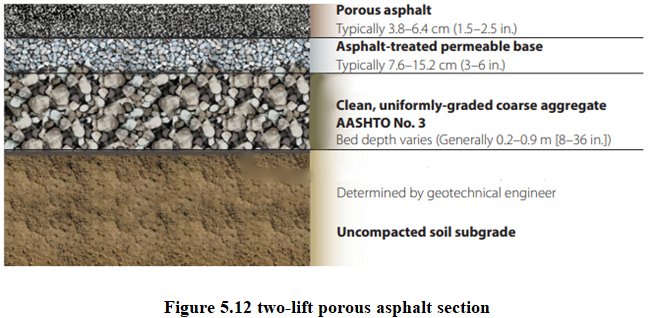 Porous asphalt
Typically 3.8–6.4 cm (1.5–2.5 in.)
Asphalt-treated permeable base
Typically 7.6–15.2 cm (3–6 in.)
Clean, uniformly-graded coarse aggregate
AASHTO No. 3
Bed depth varies (Generally 0.2–0.9 m [8–36 in.])
Determined by geotechnical engineer
Uncompacted soil subgrade
Figure 5.12 two-lift porous asphalt section